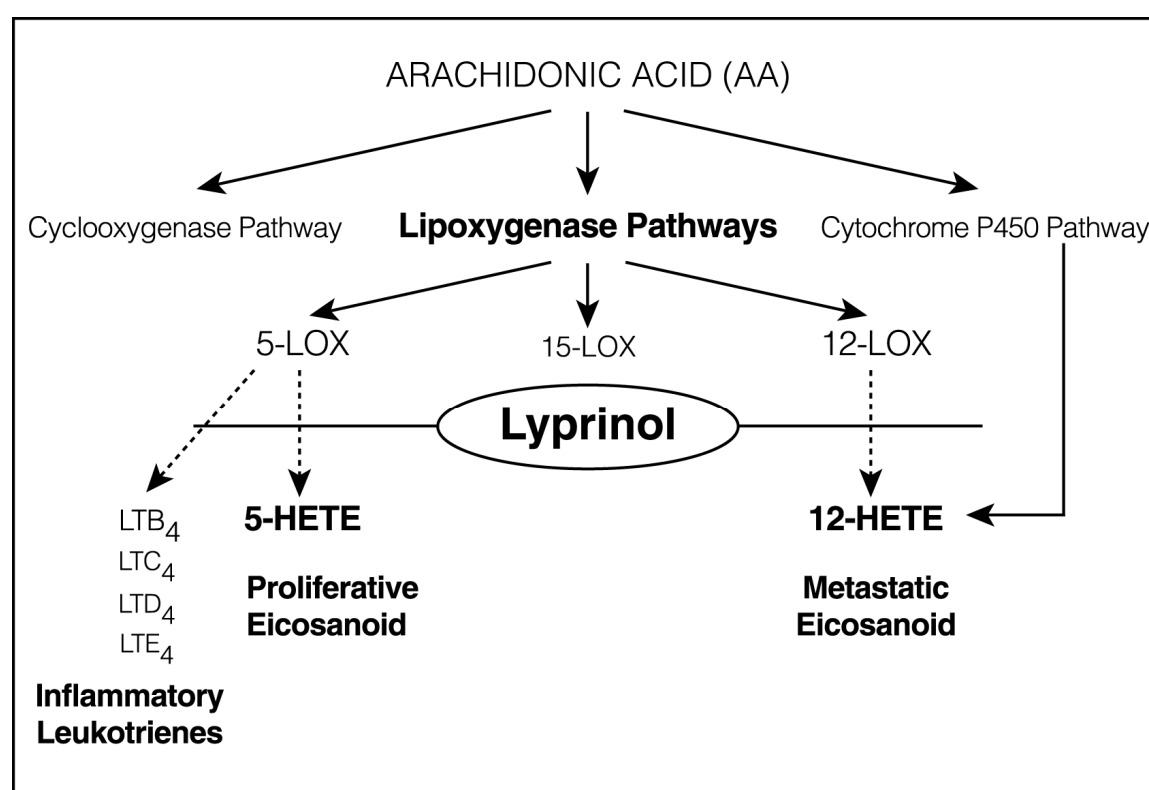 ARACHIDONIC ACID (AA)
Cyclooxygenase Pathway
Lipoxygenase Pathways
Cytochrome P450 Pathway
5-LOX
15-LOX
12-LOX
Lyprinol
LTB₄
5-HETE
12-HETE
LTC₄
LTD₄
LTE₄
Proliferative
Eicosanoid
Metastatic
Eicosanoid
Inflammatory
Leukotrienes